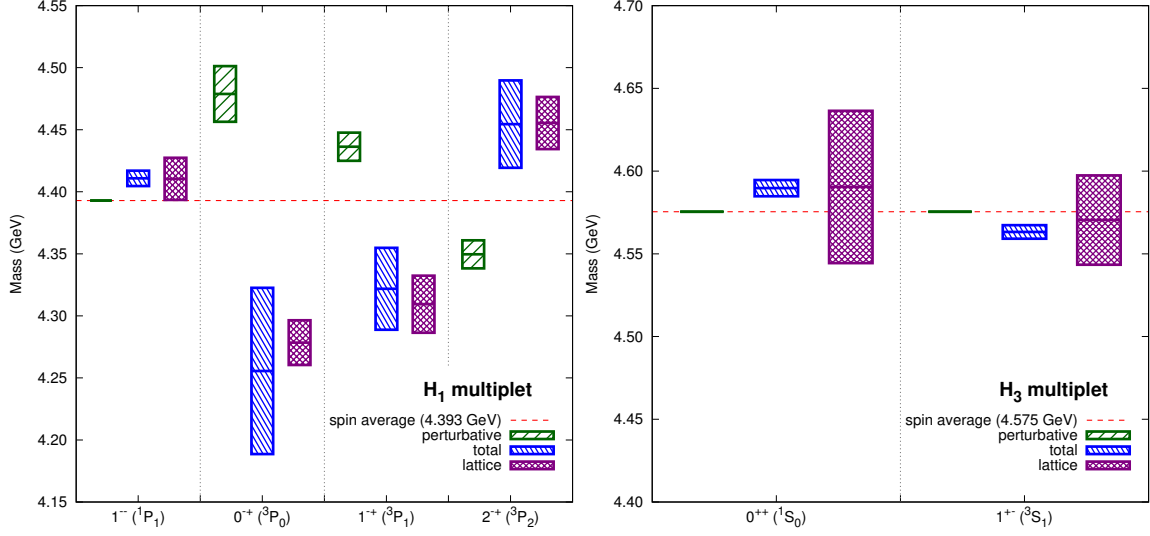 4.55
4.50
4.45
4.40
4.35
4.30
4.25
4.20
4.15
Mass (GeV)
H₁ multiplet
spin average (4.393 GeV)
perturbative
total
lattice
1⁻⁻ (¹P₁)
0⁻⁺ (³P₀)
1⁻⁺ (³P₁)
2⁻⁺ (³P₂)
4.70
4.65
4.60
4.55
4.50
4.45
4.40
Mass (GeV)
H₃ multiplet
spin average (4.575 GeV)
perturbative
total
lattice
0⁺⁺ (¹S₀)
1⁺⁻ (³S₁)